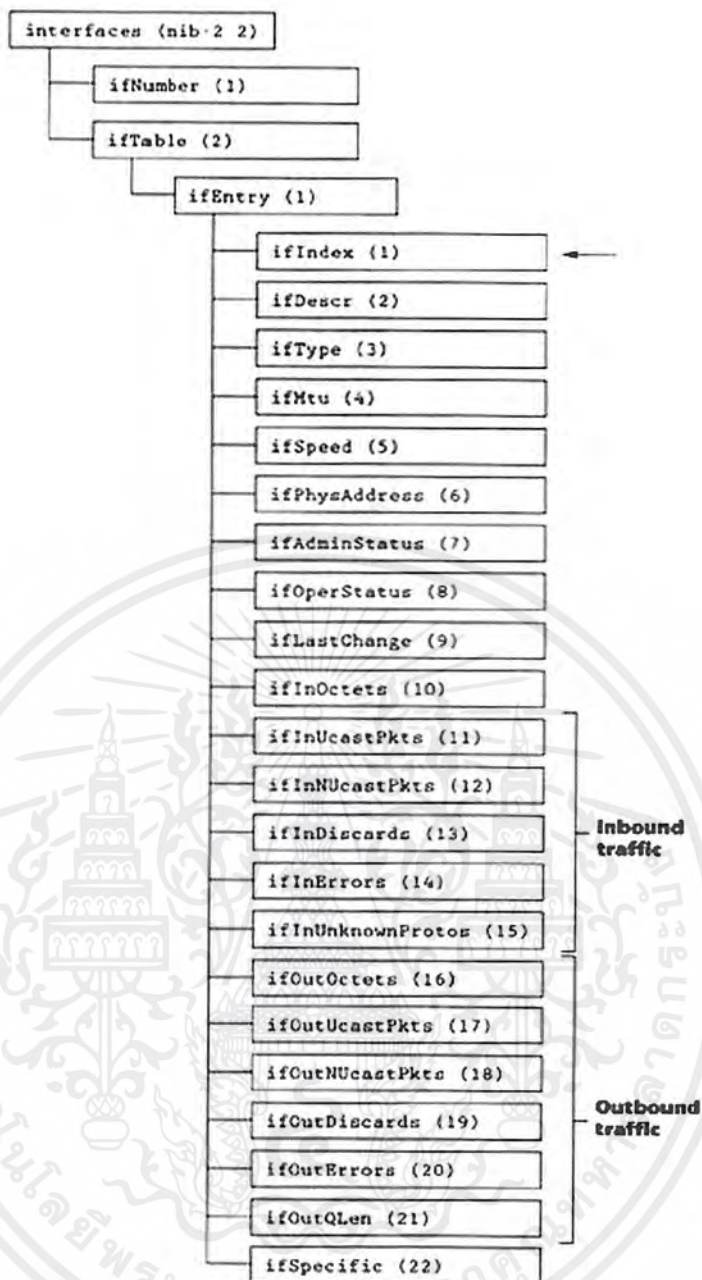 interfaces (nib-2 2)
ifNumber (1)
ifTable (2)
ifEntry (1)
ifIndex (1)
ifDescr (2)
ifType (3)
ifMtu (4)
ifSpeed (5)
ifPhysAddress (6)
ifAdminStatus (7)
ifOperStatus (8)
ifLastChange (9)
ifInOctets (10)
ifInUcastPkts (11)
ifInNUcastPkts (12)
ifInDiscards (13)
ifInErrors (14)
ifInUnknownProtos (15)
Inbound
traffic
ifOutOctets (16)
ifOutUcastPkts (17)
ifOutNUcastPkts (18)
ifOutDiscards (19)
ifOutErrors (20)
ifOutQLen (21)
Outbound
traffic
ifSpecific (22)